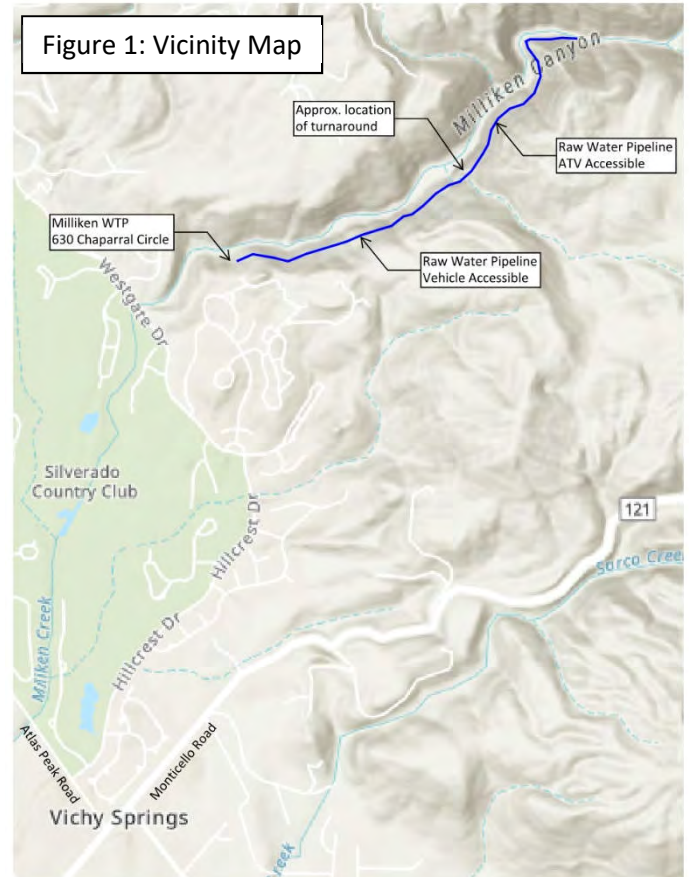 Figure 1: Vicinity Map
Milliken Canyon
Approx. location
of turnaround
Raw Water Pipeline
ATV Accessible
Milliken WTP
630 Chaparral Circle
Raw Water Pipeline
Vehicle Accessible
Westgate Dr
Silverado
Country Club
Hillcrest Dr
121
Sarco Creek
Hillcrest Dr
Milliken Creek
Atlas Peak Road
Monticello Road
Vichy Springs
Creek